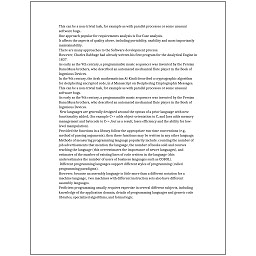 This can be a non-trivial task, for example as with parallel processes or some unusual
software bugs.
One approach popular for requirements analysis is Use Case analysis.
It affects the aspects of quality above, including portability, usability and most importantly
maintainability.
There are many approaches to the Software development process.
However, Charles Babbage had already written his first program for the Analytical Engine in
1837.
As early as the 9th century, a programmable music sequencer was invented by the Persian
Banu Musa brothers, who described an automated mechanical flute player in the Book of
Ingenious Devices.
In the 9th century, the Arab mathematician Al-Kindi described a cryptographic algorithm
for deciphering encrypted code, in A Manuscript on Deciphering Cryptographic Messages.
This can be a non-trivial task, for example as with parallel processes or some unusual
software bugs.
As early as the 9th century, a programmable music sequencer was invented by the Persian
Banu Musa brothers, who described an automated mechanical flute player in the Book of
Ingenious Devices.
New languages are generally designed around the syntax of a prior language with new
functionality added, (for example C++ adds object-orientation to C, and Java adds memory
management and bytecode to C++, but as a result, loses efficiency and the ability for low-
level manipulation).
Provided the functions in a library follow the appropriate run-time conventions (e.g.,
method of passing arguments), then these functions may be written in any other language.
Methods of measuring programming language popularity include: counting the number of
job advertisements that mention the language, the number of books sold and courses
teaching the language (this overestimates the importance of newer languages), and
estimates of the number of existing lines of code written in the language (this
underestimates the number of users of business languages such as COBOL).
Different programming languages support different styles of programming (called
programming paradigms).
However, because an assembly language is little more than a different notation for a
machine language, two machines with different instruction sets also have different
assembly languages.
Proficient programming usually requires expertise in several different subjects, including
knowledge of the application domain, details of programming languages and generic code
libraries, specialized algorithms, and formal logic.